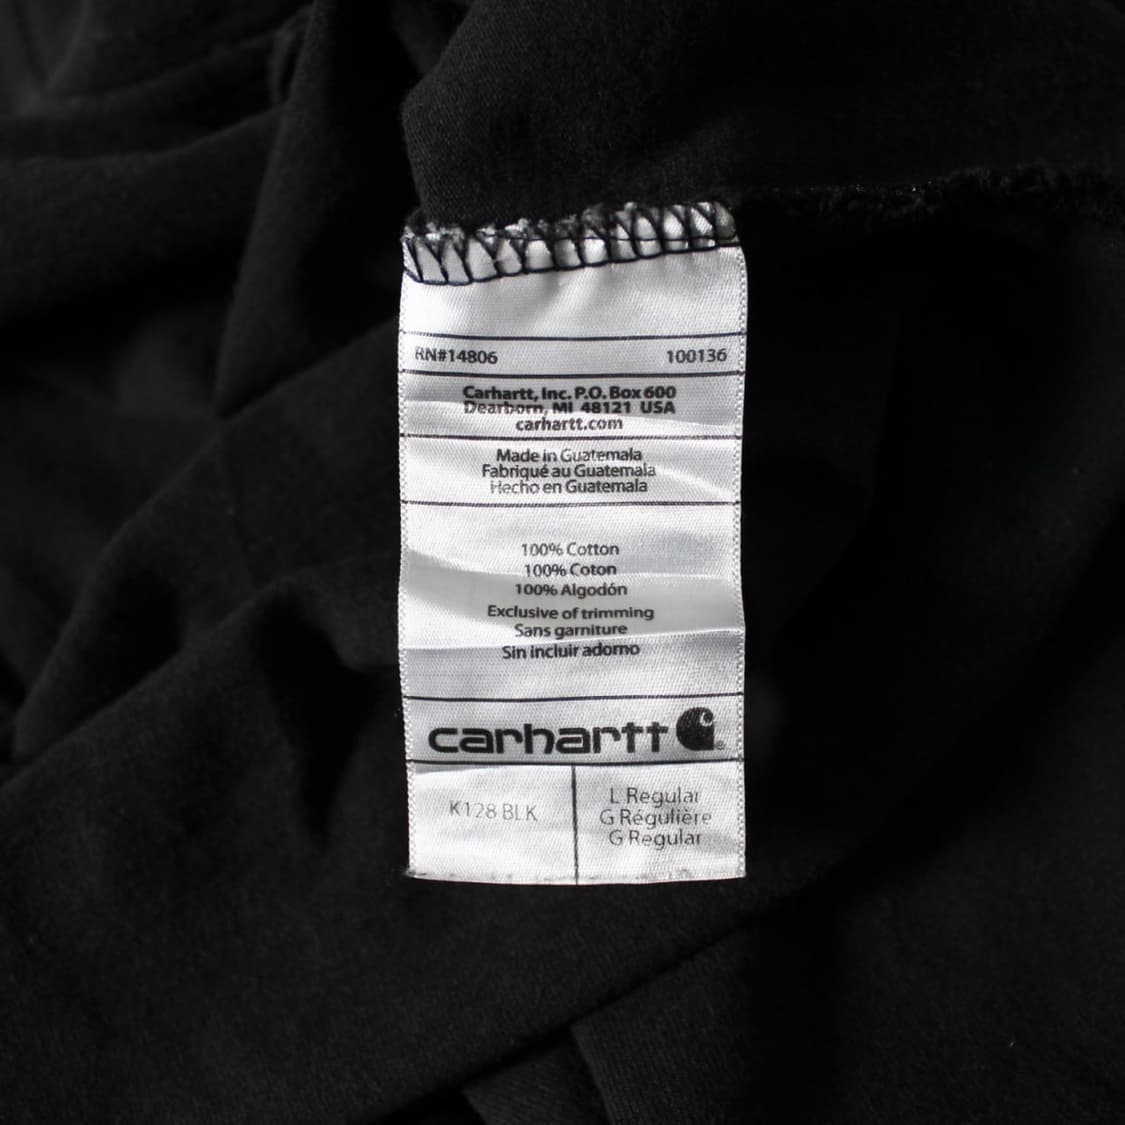 RN#14806 100136
Carhartt, Inc. P.O. Box 600
Dearborn, MI 48121 USA
carhartt.com
Made in Guatemala
Fabriqué au Guatemala
Hecho en Guatemala
100% Cotton
100% Coton
100% Algodón
Exclusive of trimming
Sans garniture
Sin incluir adorno
carhartt
K128 BLK
L Regular
G Régulière
G Regular